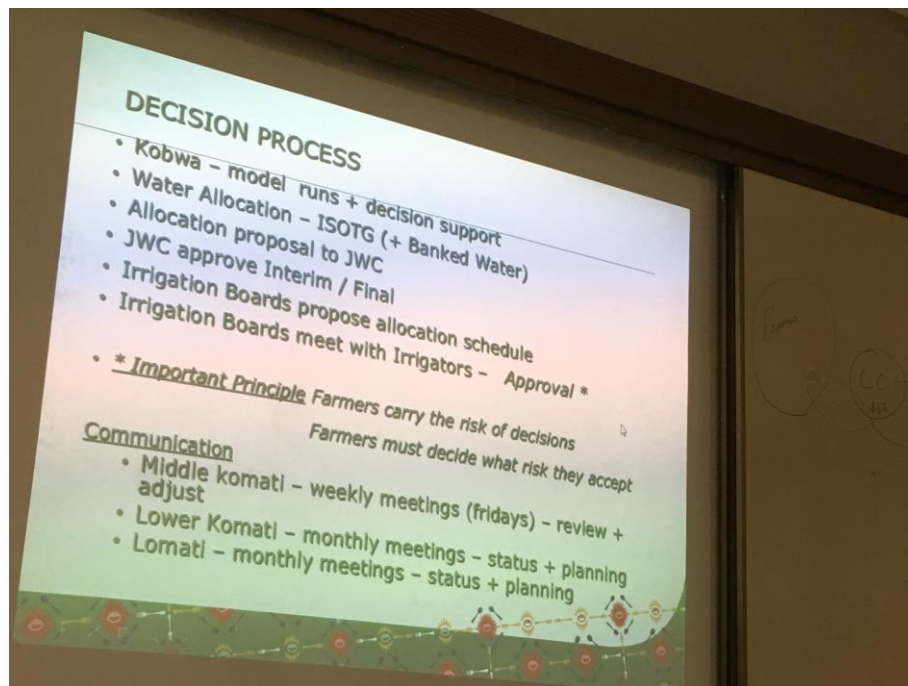 DECISION PROCESS
• Kobwa – model runs + decision support
• Water Allocation – ISOTG (+ Banked Water)
• Allocation proposal to JWC
• JWC approve Interim / Final
• Irrigation Boards propose allocation schedule
• Irrigation Boards meet with Irrigators – Approval *
• * Important Principle Farmers carry the risk of decisions
Farmers must decide what risk they accept
Communication
• Middle komati – weekly meetings (fridays) – review +
adjust
• Lower Komati – monthly meetings – status + planning
• Lomati – monthly meetings – status + planning
CC